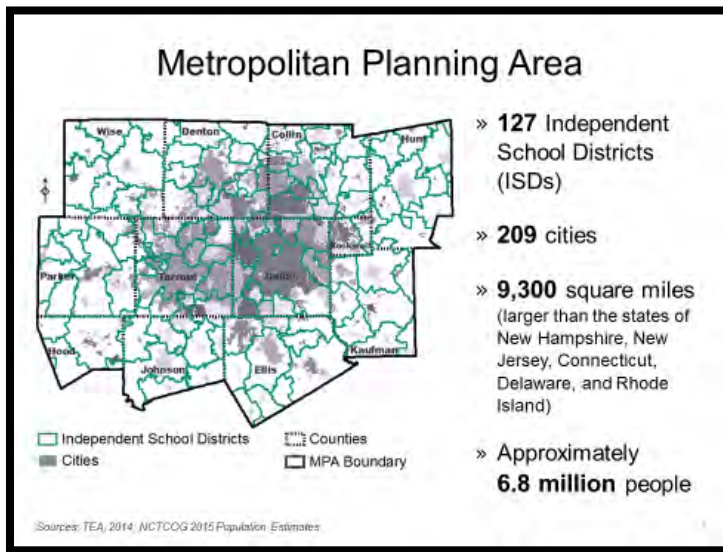 Metropolitan Planning Area
Wise
Denton
Collin
Hunt
Parker
Tarrant
Dallas
Rockwall
Hood
Johnson
Ellis
Kaufman
Independent School Districts
Cities
Counties
MPA Boundary
» 127 Independent
School Districts
(ISDs)
» 209 cities
» 9,300 square miles
(larger than the states of
New Hampshire, New
Jersey, Connecticut,
Delaware, and Rhode
Island)
» Approximately
6.8 million people
Sources: TEA, 2014; NCTCOG 2015 Population Estimates